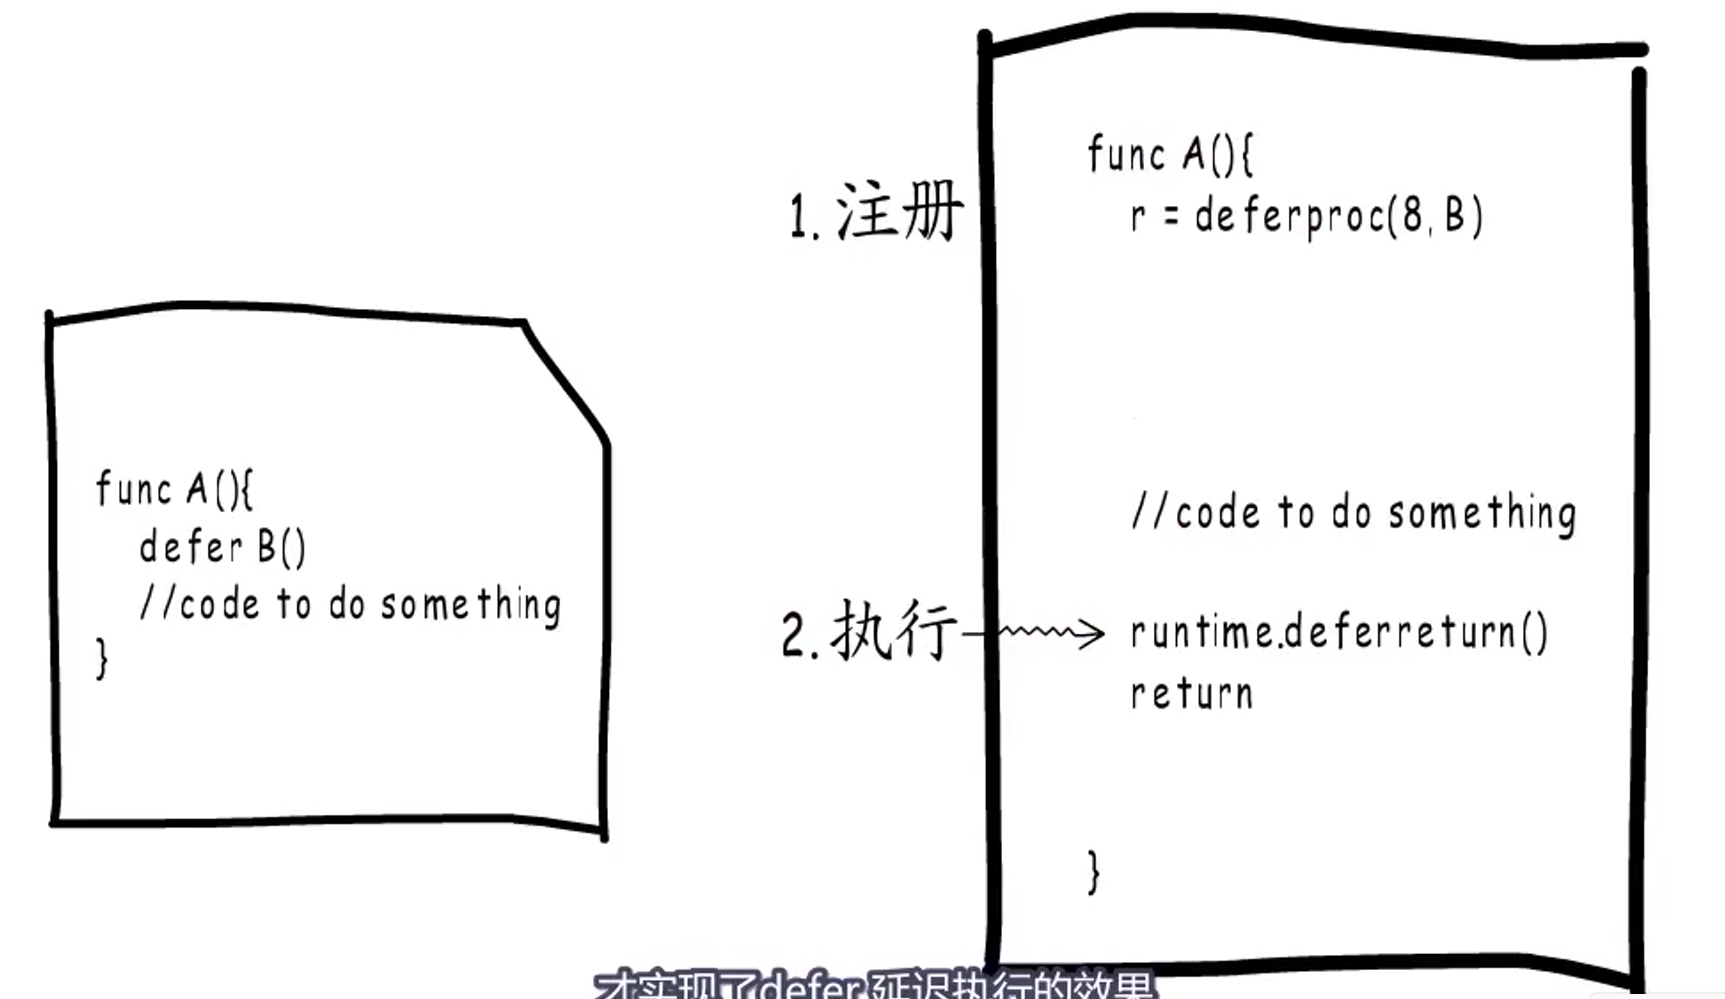 func A(){
defer B()
//code to do something
}
1.注册
func A(){
r = deferproc(8,B)
//code to do something
2.执行
runtime.deferreturn()
return
}
才实现了defer 延迟执行的效果